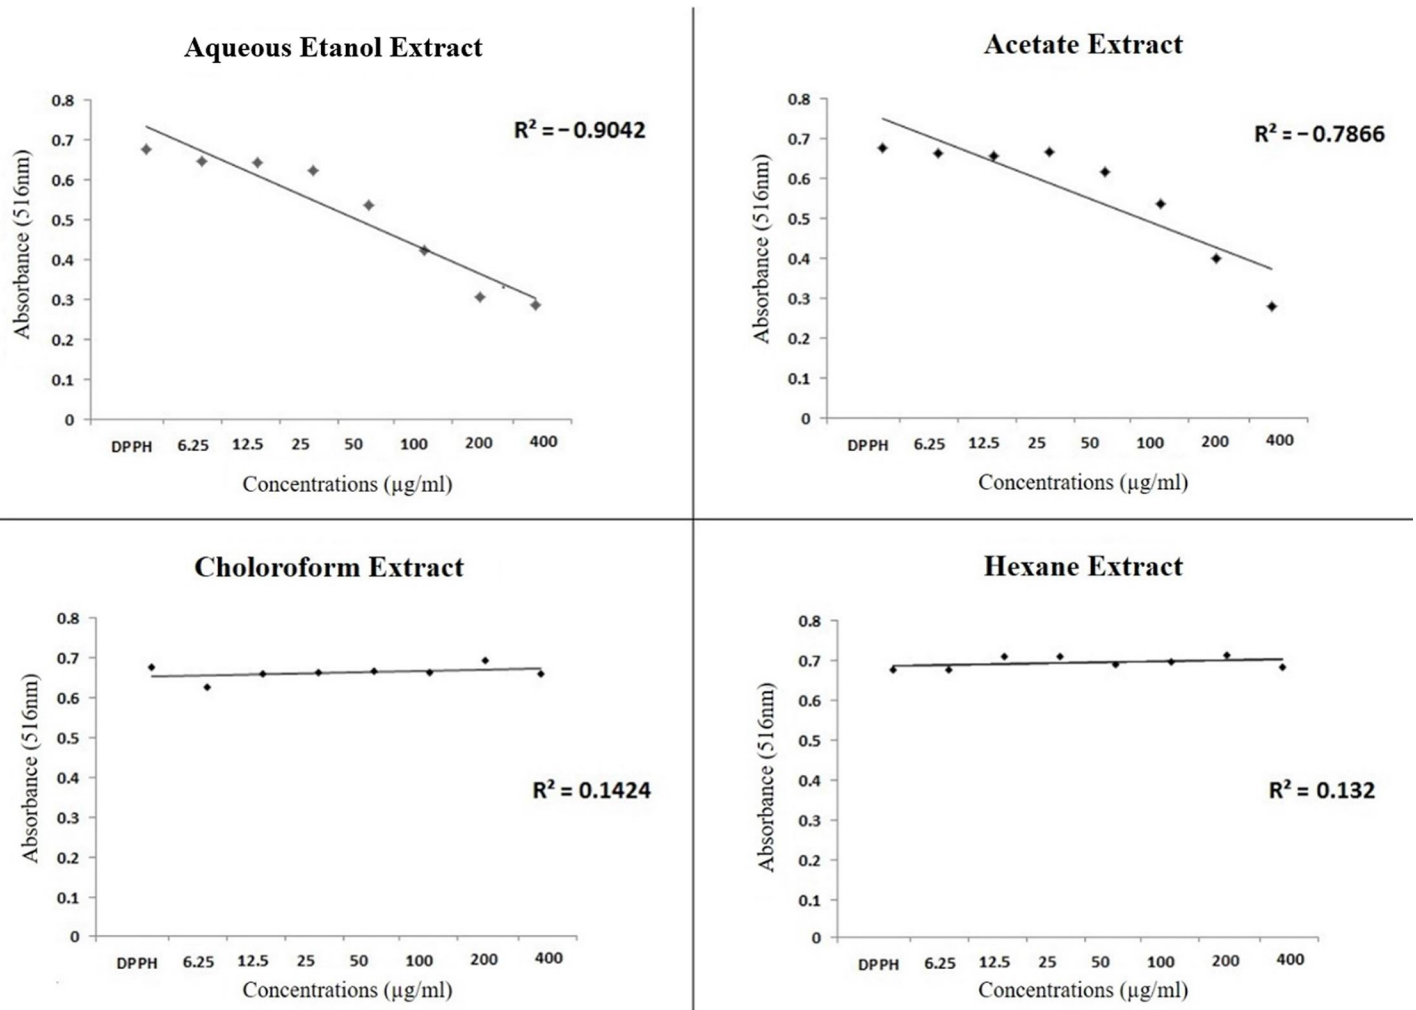 Aqueous Etanol Extract
R² = − 0.9042
Absorbance (516nm)
0.8
0.7
0.6
0.5
0.4
0.3
0.2
0.1
0
DPPH 6.25 12.5 25 50 100 200 400
Concentrations (µg/ml)
Acetate Extract
R² = − 0.7866
Absorbance (516nm)
0.8
0.7
0.6
0.5
0.4
0.3
0.2
0.1
0
DPPH 6.25 12.5 25 50 100 200 400
Concentrations (µg/ml)
Choloroform Extract
Absorbance (516nm)
0.8
0.7
0.6
0.5
0.4
0.3
0.2
0.1
0
R² = 0.1424
DPPH 6.25 12.5 25 50 100 200 400
Concentrations (µg/ml)
Hexane Extract
Absorbance (516nm)
0.8
0.7
0.6
0.5
0.4
0.3
0.2
0.1
0
R² = 0.132
DPPH 6.25 12.5 25 50 100 200 400
Concentrations (µg/ml)